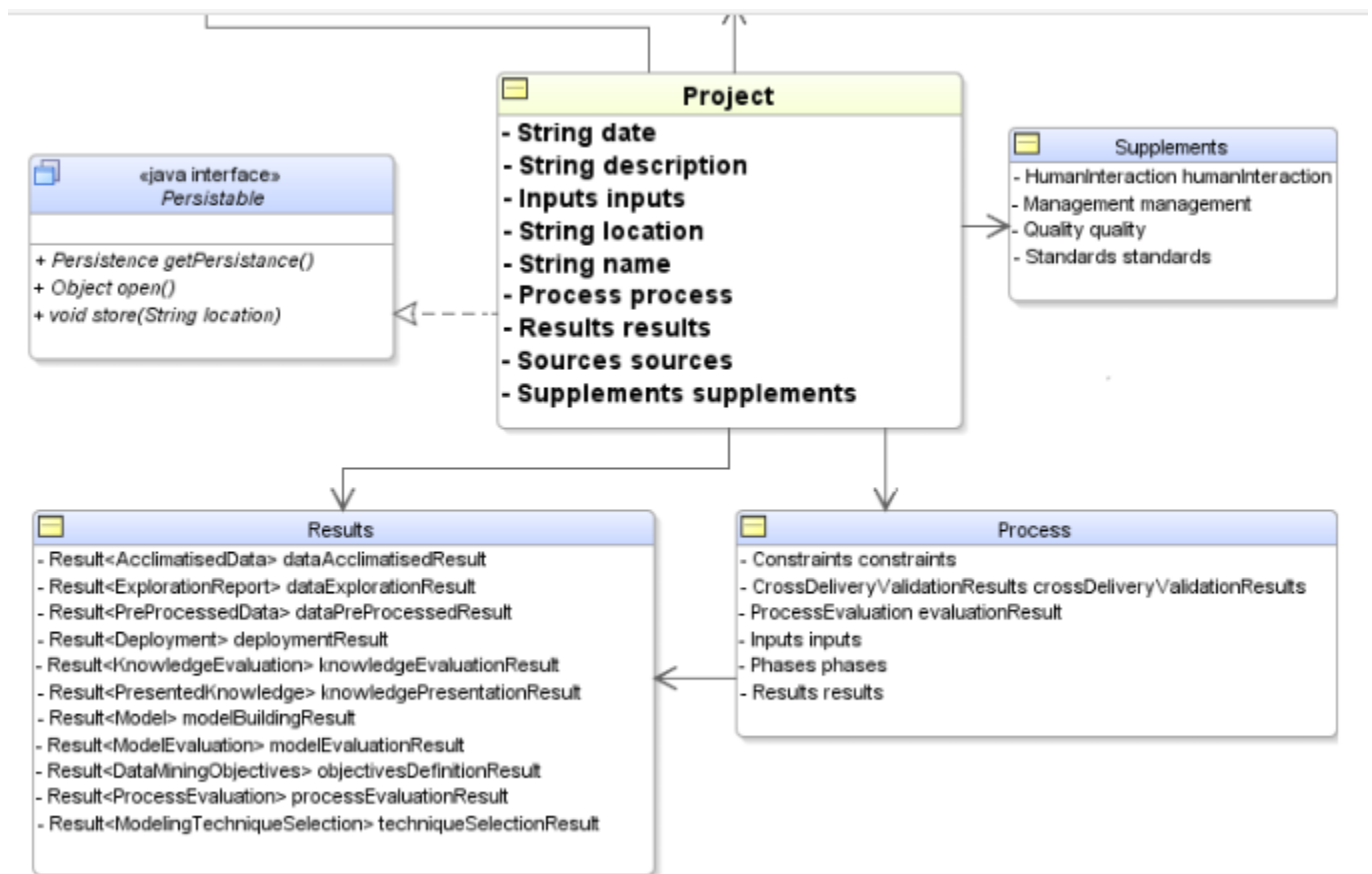 Project
- String date
- String description
- Inputs inputs
- String location
- String name
- Process process
- Results results
- Sources sources
- Supplements supplements
«java interface»
Persistable
+ Persistence getPersistance()
+ Object open()
+ void store(String location)
Supplements
- HumanInteraction humanInteraction
- Management management
- Quality quality
- Standards standards
Results
- Result<AcclimatisedData> dataAcclimatisedResult
- Result<ExplorationReport> dataExplorationResult
- Result<PreProcessedData> dataPreProcessedResult
- Result<Deployment> deploymentResult
- Result<KnowledgeEvaluation> knowledgeEvaluationResult
- Result<PresentedKnowledge> knowledgePresentationResult
- Result<Model> modelBuildingResult
- Result<ModelEvaluation> modelEvaluationResult
- Result<DataMiningObjectives> objectivesDefinitionResult
- Result<ProcessEvaluation> processEvaluationResult
- Result<ModelingTechniqueSelection> techniqueSelectionResult
Process
- Constraints constraints
- CrossDeliveryValidationResults crossDeliveryValidationResults
- ProcessEvaluation evaluationResult
- Inputs inputs
- Phases phases
- Results results